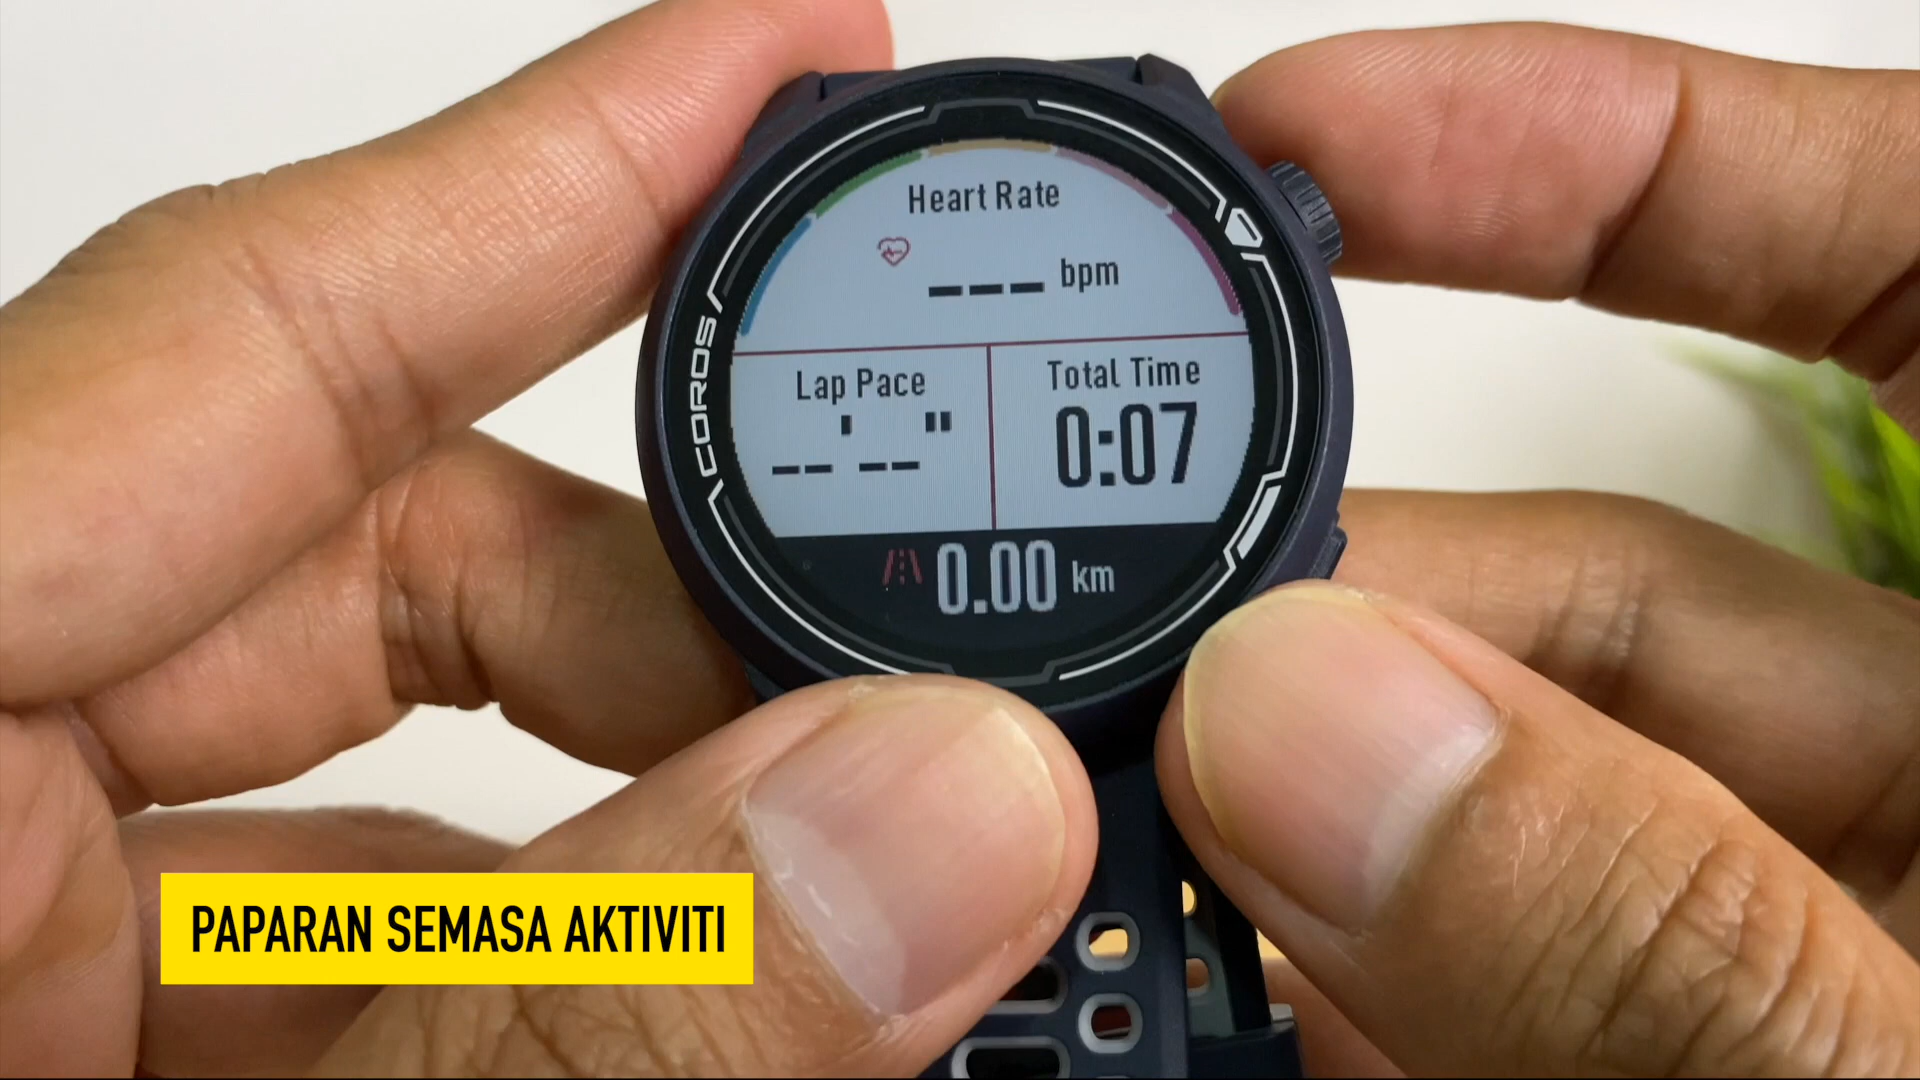 COROS
Heart Rate
--- bpm
Lap Pace
--'--"
Total Time
0:07
0.00 km
PAPARAN SEMASA AKTIVITI